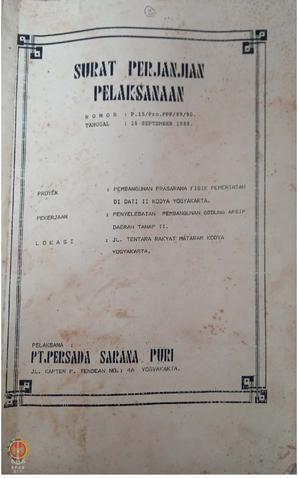 SURAT PERJANJIAN
PELAKSANAAN
NOMOR : P.15/Pro.PPF/89/90.
TANGGAL : 16 SEPTEMBER 1989.
PROYEK : PEMBANGUNAN PRASARANA FISIK PEMERINTAH
DI DATI II KODYA YOGYAKARTA.
PEKERJAAN : PENYELESAIAN PEMBANGUNAN GEDUNG ARSIP
DAERAH TAHAP II.
LOKASI : JL. TENTARA RAKYAT MATARAM KODYA
YOGYAKARTA.
PELAKSANA :
PT.PERSADA SARANA PURI
JL. KAPTEN P. TENDEAN NO.: 4A YOGYAKARTA.